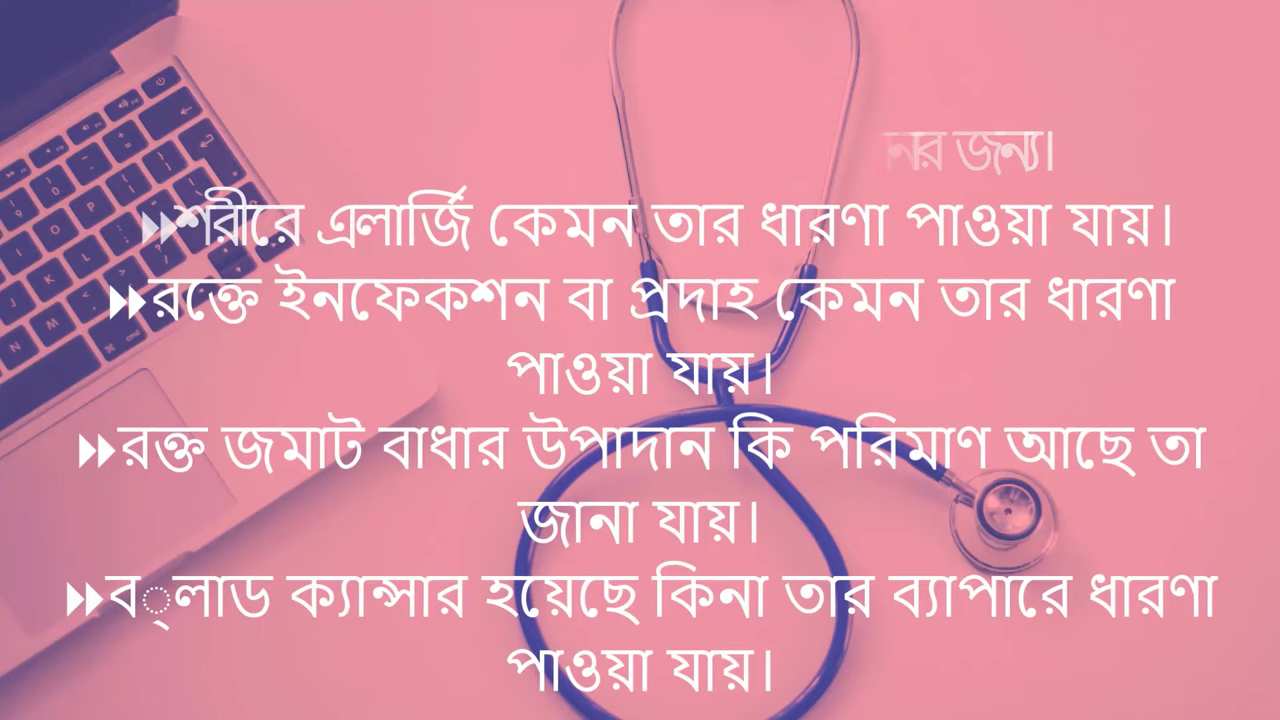 জন্য।
⏩শরীরে এলার্জি কেমন তার ধারণা পাওয়া যায়।
⏩রক্তে ইনফেকশন বা প্রদাহ কেমন তার ধারণা
পাওয়া যায়।
⏩রক্ত জমাট বাধার উপাদান কি পরিমাণ আছে তা
জানা যায়।
⏩ব্‌লাড ক্যান্সার হয়েছে কিনা তার ব্যাপারে ধারণা
পাওয়া যায়।